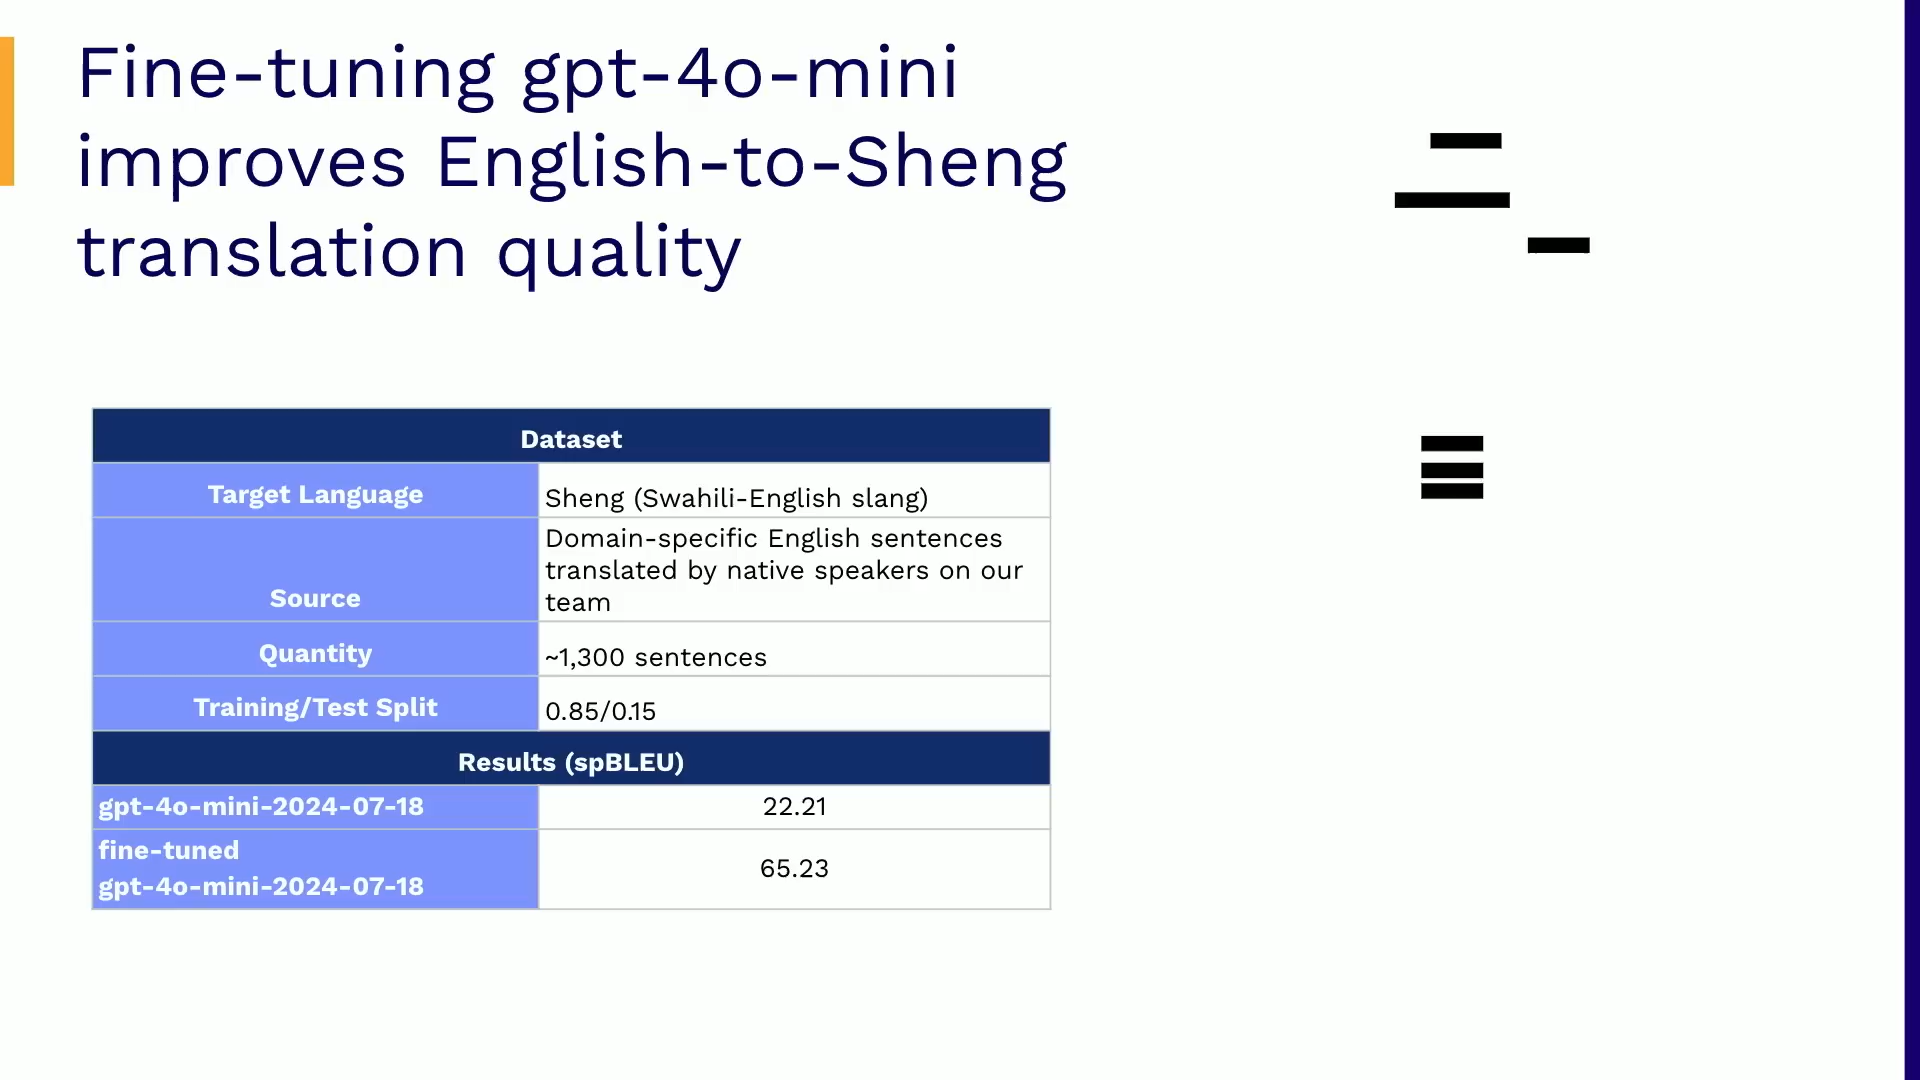 Fine-tuning gpt-4o-mini
improves English-to-Sheng
translation quality
Dataset
Target Language
Sheng (Swahili-English slang)
Source
Domain-specific English sentences
translated by native speakers on our
team
Quantity
~1,300 sentences
Training/Test Split
0.85/0.15
Results (spBLEU)
gpt-4o-mini-2024-07-18
22.21
fine-tuned
gpt-4o-mini-2024-07-18
65.23